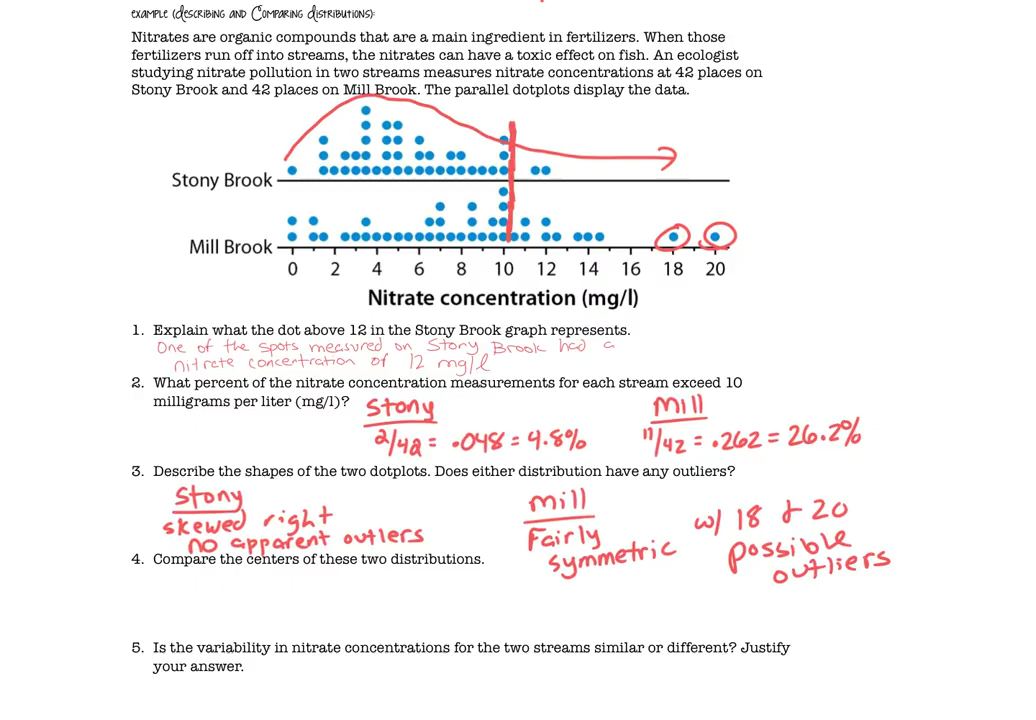 example (Describing and Comparing Distributions):
Nitrates are organic compounds that are a main ingredient in fertilizers. When those
fertilizers run off into streams, the nitrates can have a toxic effect on fish. An ecologist
studying nitrate pollution in two streams measures nitrate concentrations at 42 places on
Stony Brook and 42 places on Mill Brook. The parallel dotplots display the data.
Stony Brook
Mill Brook
0 2 4 6 8 10 12 14 16 18 20
Nitrate concentration (mg/l)
1. Explain what the dot above 12 in the Stony Brook graph represents.
One of the spots measured on Stony Brook had a
nitrate concentration of 12 mg/l
2. What percent of the nitrate concentration measurements for each stream exceed 10
milligrams per liter (mg/l)?
Stony
2/42 = .048 = 4.8%
Mill
11/42 = .262 = 26.2%
3. Describe the shapes of the two dotplots. Does either distribution have any outliers?
Stony
skewed right
no apparent outlers
Mill
Fairly
symmetric
w/ 18 & 20
possible
outliers
4. Compare the centers of these two distributions.
5. Is the variability in nitrate concentrations for the two streams similar or different? Justify
your answer.